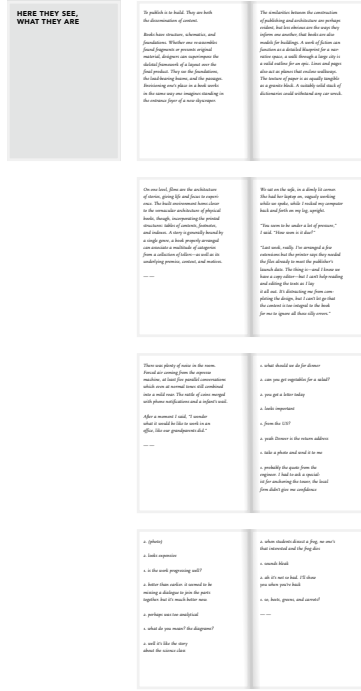 HERE THEY SEE,
WHAT THEY ARE
To publish is to build. They are both
the dissemination of content.
Books have structure, schematics, and
foundations. Whether one reassembles
found fragments or presents original
material, designers can superimpose the
skeletal framework of a layout over the
final product. They see the foundations,
the load-bearing beams, and the passages.
Envisioning one's place in a book works
in the same way one imagines standing in
the entrance foyer of a new skyscraper.
The similarities between the construction
of publishing and architecture are perhaps
evident, but less obvious are the ways they
inform one another; that books are also
models for buildings. A work of fiction can
function as a detailed blueprint for a nar-
rative space, a walk through a large city is
a valid outline for an epic. Lines and pages
also act as planes that enclose walkways.
The texture of paper is as equally tangible
as a granite block. A suitably solid stack of
dictionaries could withstand any car wreck.
On one level, films are the architecture
of stories, giving life and focus to experi-
ence. The built environment hems closer
to the vernacular architecture of physical
books, though, incorporating the printed
structures: tables of contents, footnotes,
and indexes. A story is generally bound by
a single genre, a book properly arranged
can associate a multitude of categories
from a collection of tellers—as well as its
underlying premise, content, and motives.
We sat on the sofa, in a dimly lit corner.
She had her laptop on, vaguely working
while we spoke, while I rocked my computer
back and forth on my leg, upright.
"You seem to be under a lot of pressure,"
I said. "How soon is it due?"
"Last week, really. I've arranged a few
extensions but the printer says they needed
the files already to meet the publisher's
launch date. The thing is—and I know we
have a copy editor—but I can't help reading
and editing the texts as I lay
it all out. It's distracting me from com-
pleting the design, but I can't let go that
the content is too integral to the book
for me to ignore all those silly errors."
There was plenty of noise in the room.
Forced air coming from the espresso
machine, at least five parallel conversations
which even at normal tones still combined
into a mild roar. The rattle of coins merged
with phone notifications and a infant's wail.
After a moment I said, "I wonder
what it would be like to work in an
office, like our grandparents did."
c. what should we do for dinner
a. can you get vegetables for a salad?
a. you get a letter today
a. looks important
c. from the US?
a. yeah Denver is the return address
c. take a photo and send it to me
c. probably the quote from the
engineer. I had to ask a special-
ist for anchoring the tower, the local
firm didn't give me confidence
a. (photo)
a. looks expensive
c. is the work progressing well?
a. better than earlier. it seemed to be
missing a dialogue to join the parts
together. but it's much better now
a. perhaps was too analytical
c. what do you mean? the diagrams?
a. well it's like the story
about the science class
a. when students dissect a frog, no one's
that interested and the frog dies
c. sounds bleak
a. ah it's not so bad. I'll show
you when you're back
c. so, beets, greens, and carrots?